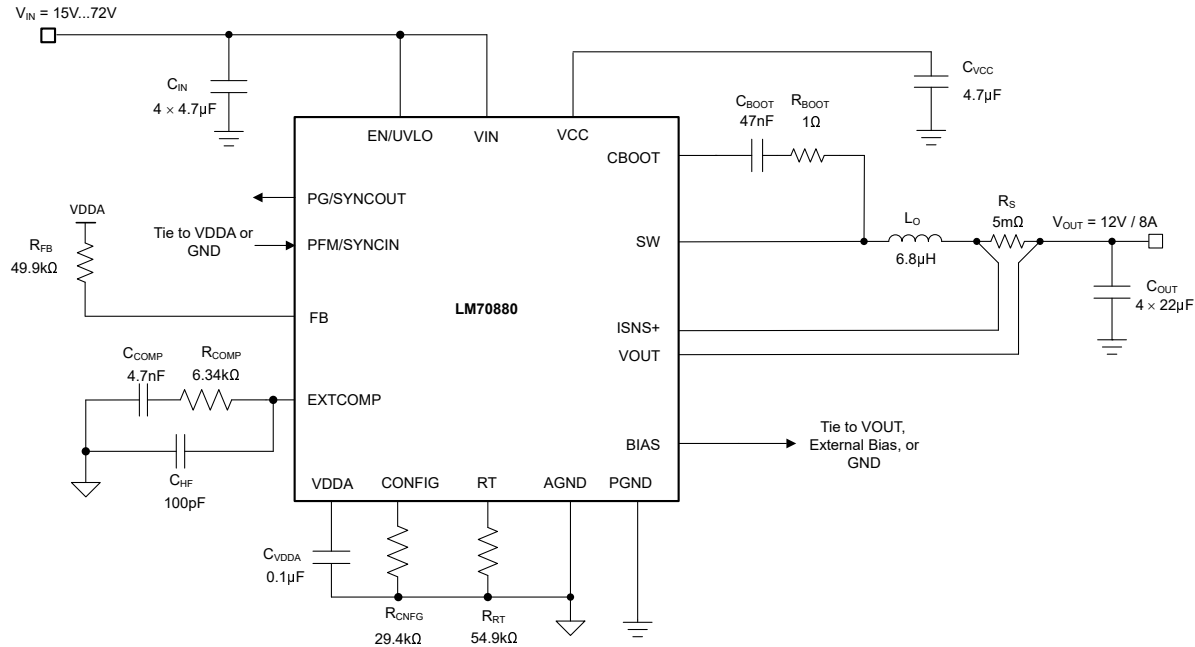 V_IN = 15V...72V
C_IN
4 × 4.7µF
C_VCC
4.7µF
C_BOOT
47nF
R_BOOT
1Ω
EN/UVLO
VIN
VCC
CBOOT
PG/SYNCOUT
VDDA
Tie to VDDA or
GND
PFM/SYNCIN
R_FB
49.9kΩ
SW
L_O
6.8µH
R_S
5mΩ
V_OUT = 12V / 8A
C_OUT
4 × 22µF
FB
LM70880
ISNS+
VOUT
C_COMP
4.7nF
R_COMP
6.34kΩ
EXTCOMP
C_HF
100pF
BIAS
Tie to VOUT,
External Bias, or
GND
VDDA
CONFIG
RT
AGND
PGND
C_VDDA
0.1µF
R_CNFG
29.4kΩ
R_RT
54.9kΩ